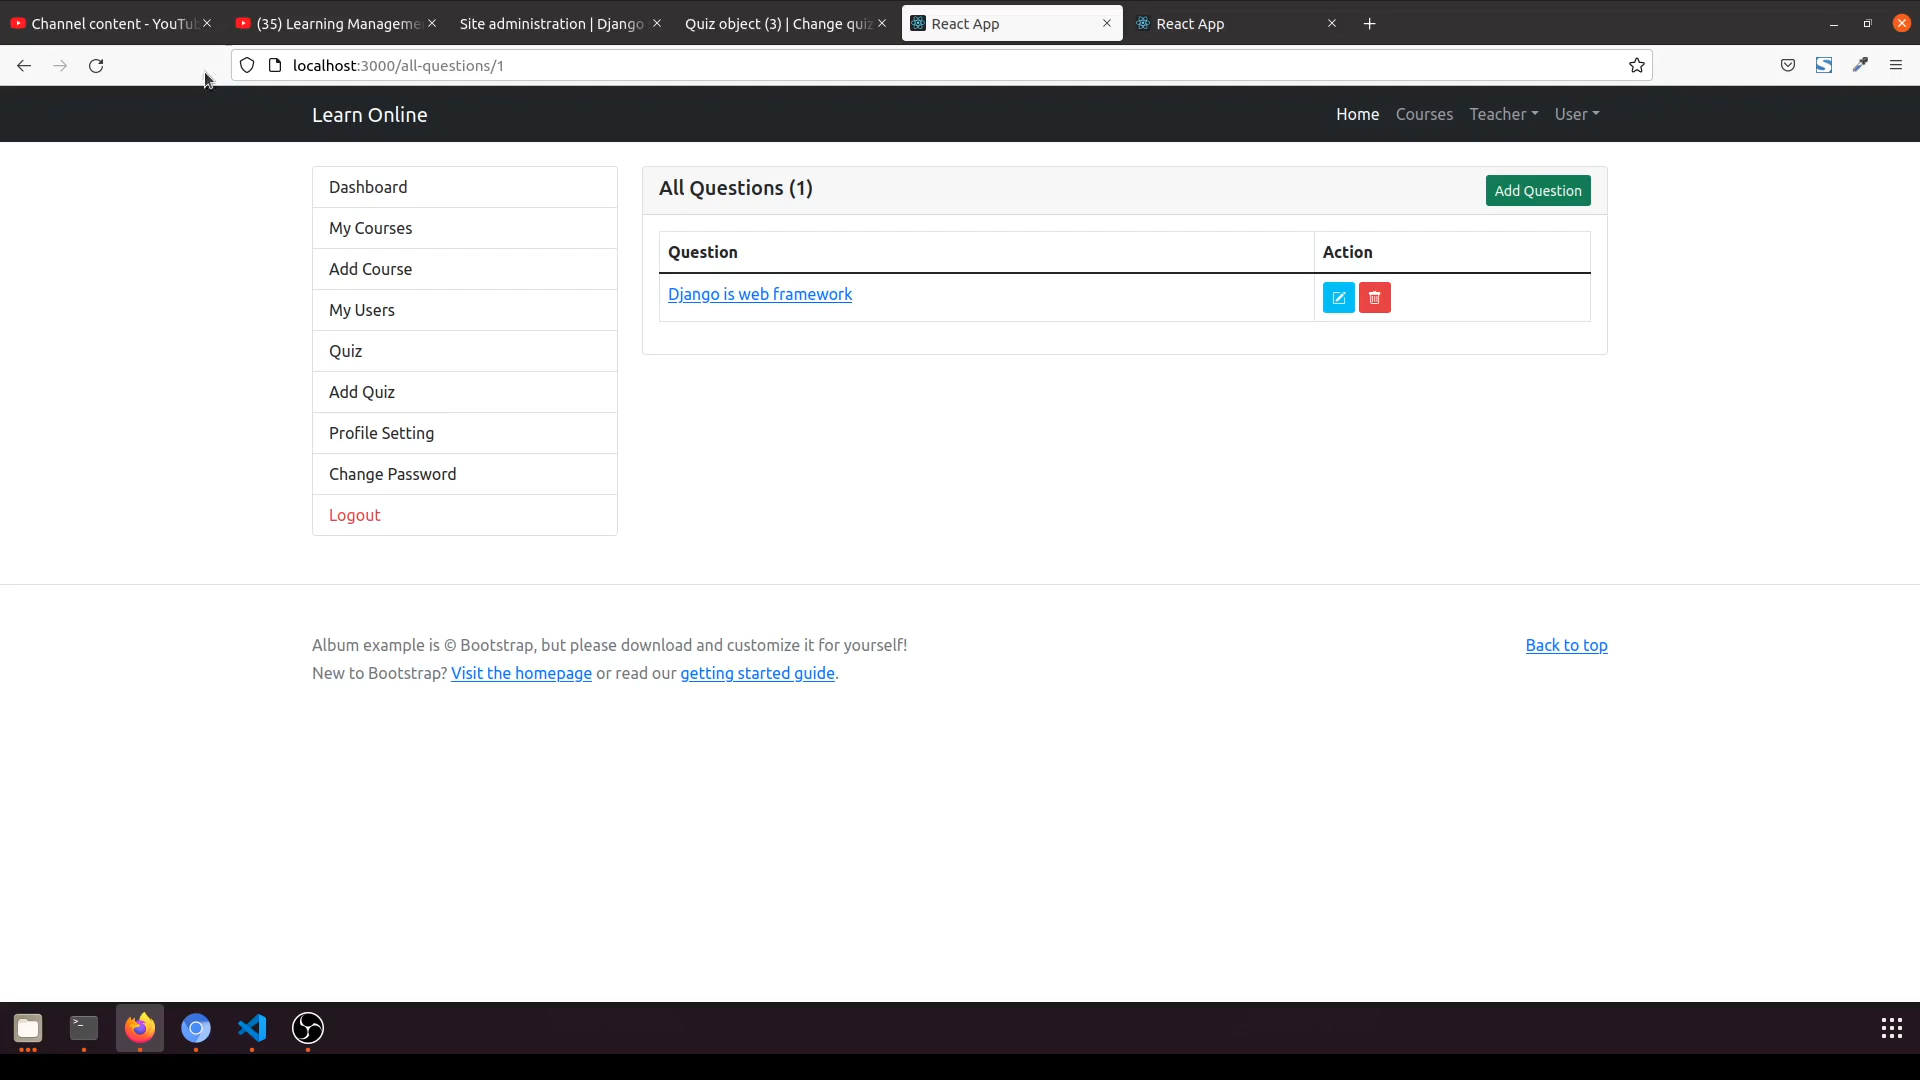 Channel content - YouTu
(35) Learning Manageme
Site administration | Django
Quiz object (3) | Change quiz
React App
React App
localhost:3000/all-questions/1
Learn Online
Home
Courses
Teacher
User
Dashboard
My Courses
Add Course
My Users
Quiz
Add Quiz
Profile Setting
Change Password
Logout
All Questions (1)
Add Question
Question
Action
Django is web framework
Album example is © Bootstrap, but please download and customize it for yourself!
Back to top
New to Bootstrap? Visit the homepage or read our getting started guide.